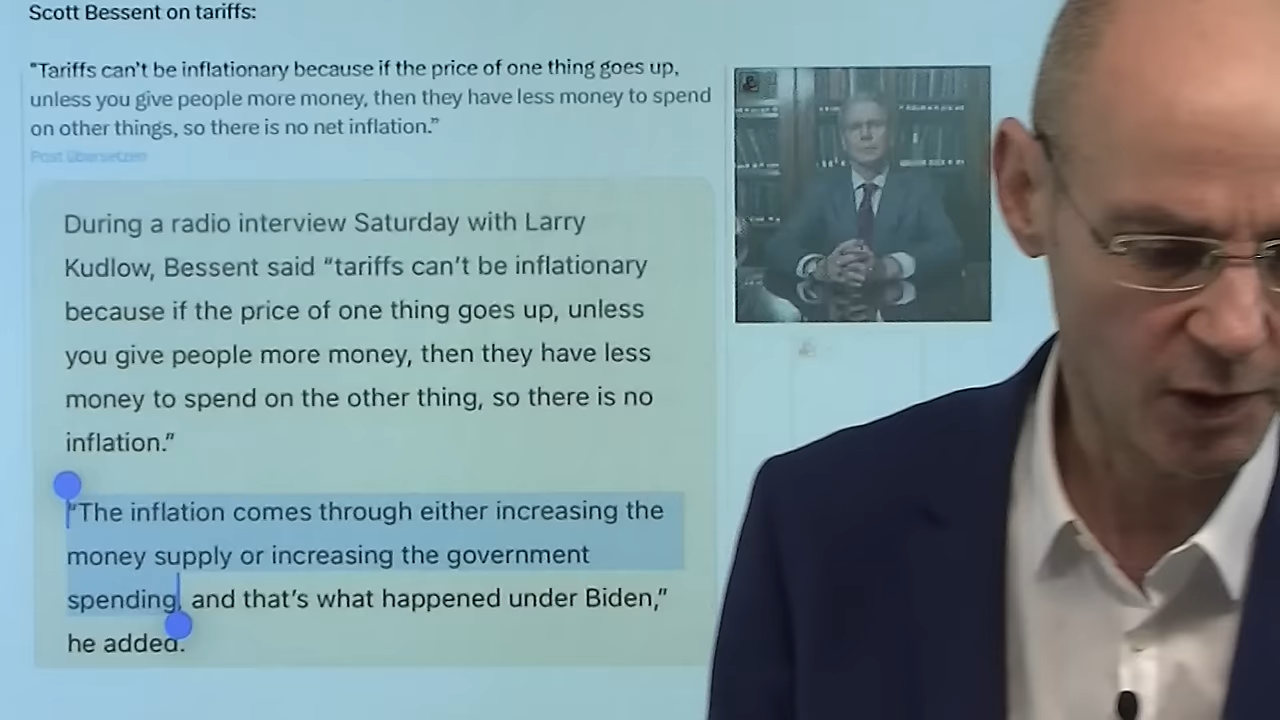 Scott Bessent on tariffs:
"Tariffs can't be inflationary because if the price of one thing goes up,
unless you give people more money, then they have less money to spend
on other things, so there is no net inflation."
Post übersetzen
During a radio interview Saturday with Larry
Kudlow, Bessent said “tariffs can’t be inflationary
because if the price of one thing goes up, unless
you give people more money, then they have less
money to spend on the other thing, so there is no
inflation.”
“The inflation comes through either increasing the
money supply or increasing the government
spending, and that’s what happened under Biden,”
he added.